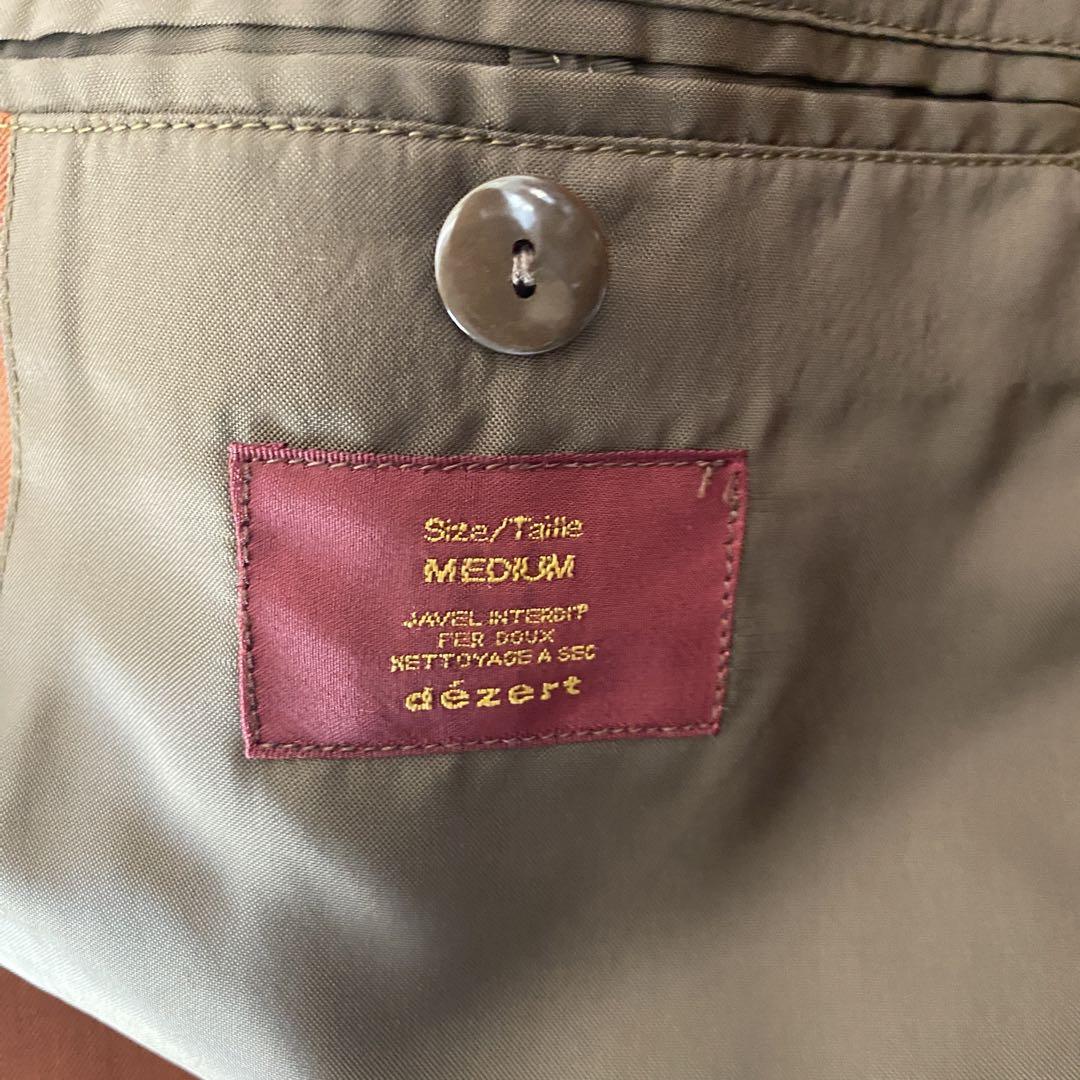 Size/Taille
MEDIUM
JAVEL INTERDIT
FER DOUX
NETTOYAGE A SEC
dézert